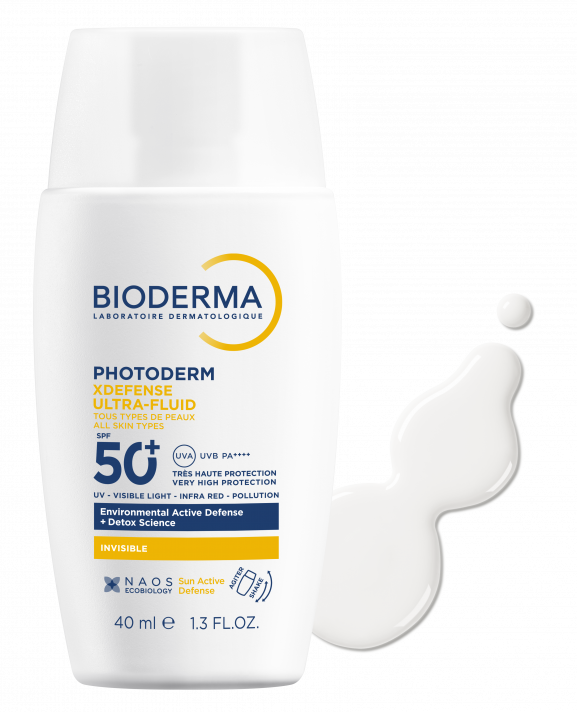 BIODERMA
LABORATOIRE DERMATOLOGIQUE
PHOTODERM
XDEFENSE
ULTRA-FLUID
TOUS TYPES DE PEAUX
ALL SKIN TYPES
SPF
50+
UVA UVB PA++++
TRÈS HAUTE PROTECTION
VERY HIGH PROTECTION
UV - VISIBLE LIGHT - INFRA RED - POLLUTION
Environmental Active Defense
+ Detox Science
INVISIBLE
NAOS
ECOBIOLOGY
Sun Active
Defense
AGITER
SHAKE
40 ml e 1.3 FL.OZ.